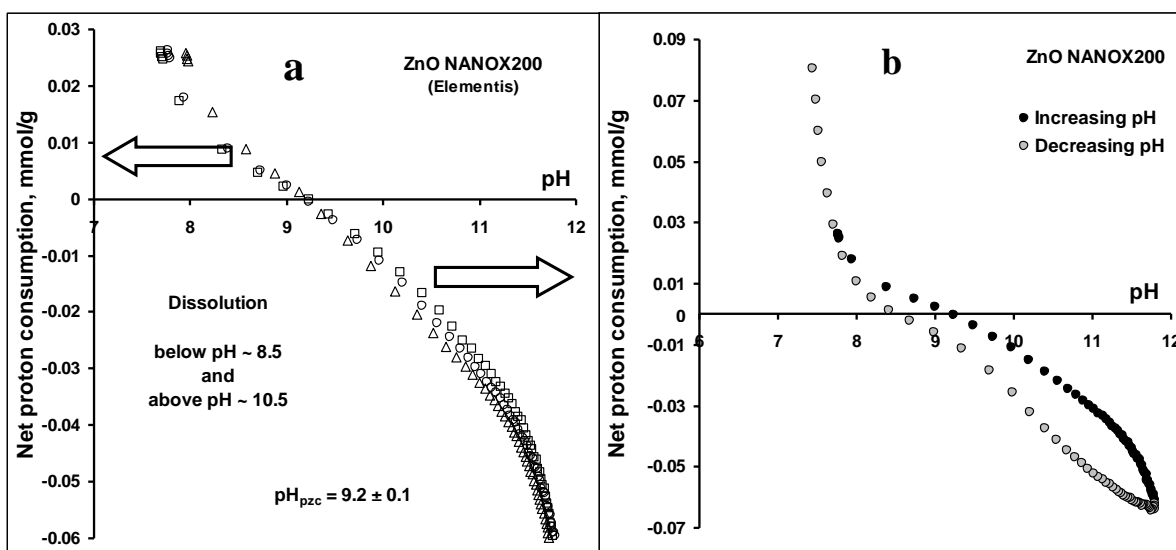 a
ZnO NANOX200
(Elementis)
Net proton consumption, mmol/g
0.03
0.02
0.01
0
-0.01
-0.02
-0.03
-0.04
-0.05
-0.06
pH
7
8
9
10
11
12
Dissolution
below pH ~ 8.5
and
above pH ~ 10.5
pHpzc = 9.2 ± 0.1
b
ZnO NANOX200
Increasing pH
Decreasing pH
Net proton consumption, mmol/g
0.09
0.07
0.05
0.03
0.01
-0.01
-0.03
-0.05
-0.07
pH
6
7
8
9
10
11
12